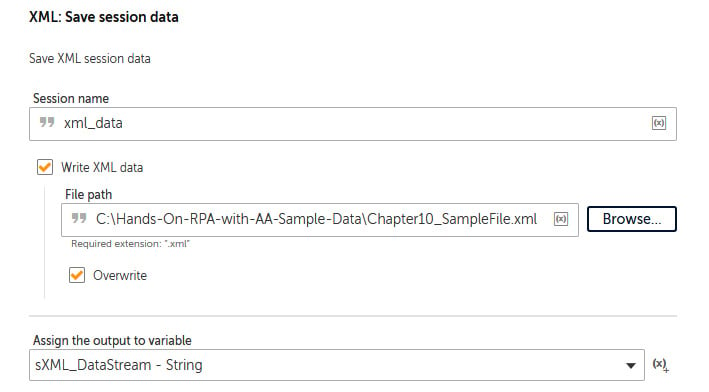 XML: Save session data
Save XML session data
Session name
xml_data (x)
Write XML data
File path
C:\Hands-On-RPA-with-AA-Sample-Data\Chapter10_SampleFile.xml (x) Browse...
Required extension: ".xml"
Overwrite
Assign the output to variable
sXML_DataStream - String (x)+